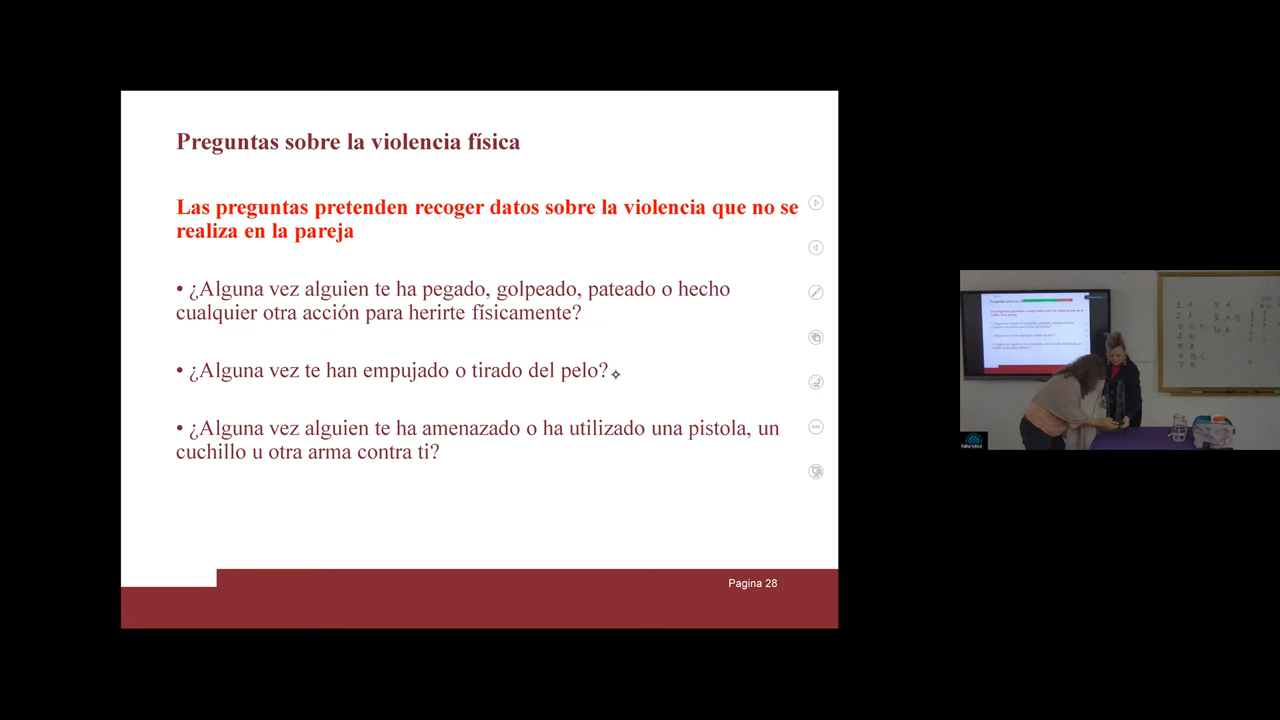 Preguntas sobre la violencia física
Las preguntas pretenden recoger datos sobre la violencia que no se
realiza en la pareja
• ¿Alguna vez alguien te ha pegado, golpeado, pateado o hecho
cualquier otra acción para herirte físicamente?
• ¿Alguna vez te han empujado o tirado del pelo?
• ¿Alguna vez alguien te ha amenazado o ha utilizado una pistola, un
cuchillo u otra arma contra ti?
Pagina 28